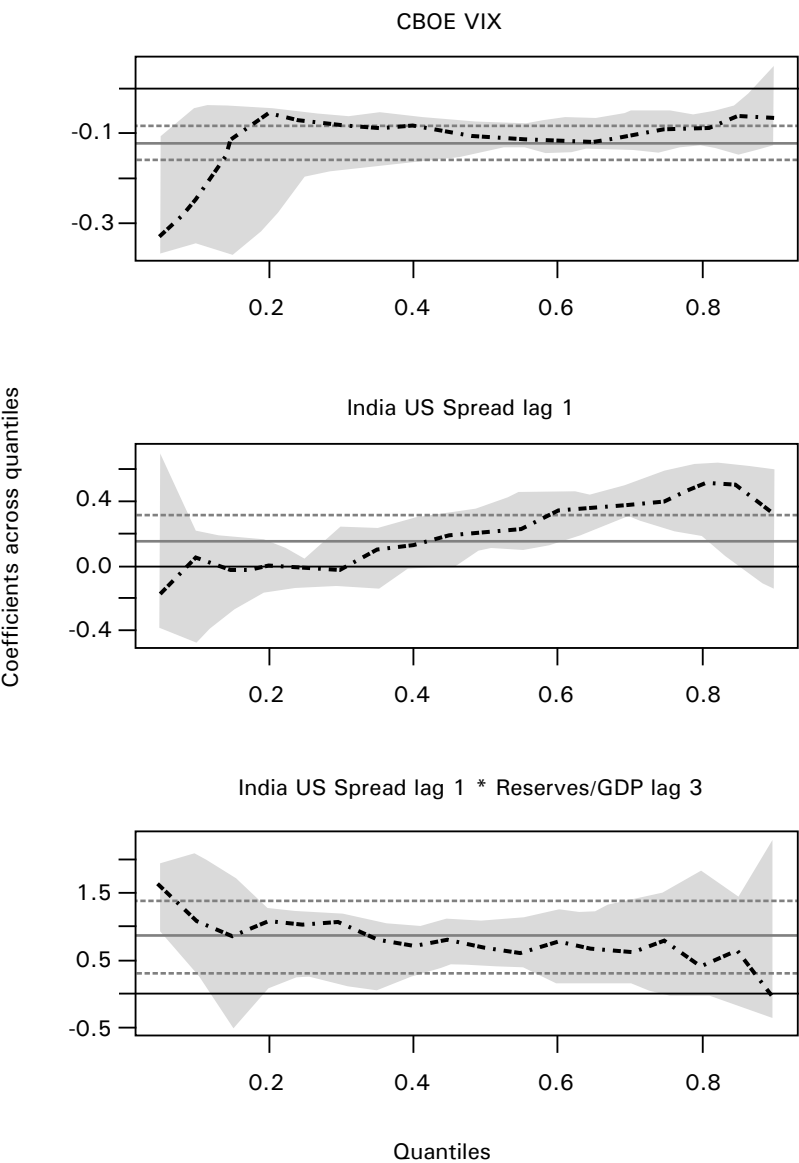 CBOE VIX
-0.1
-0.3
0.2 0.4 0.6 0.8
Coefficients across quantiles
India US Spread lag 1
0.4
0.0
-0.4
0.2 0.4 0.6 0.8
India US Spread lag 1 * Reserves/GDP lag 3
1.5
0.5
-0.5
0.2 0.4 0.6 0.8
Quantiles